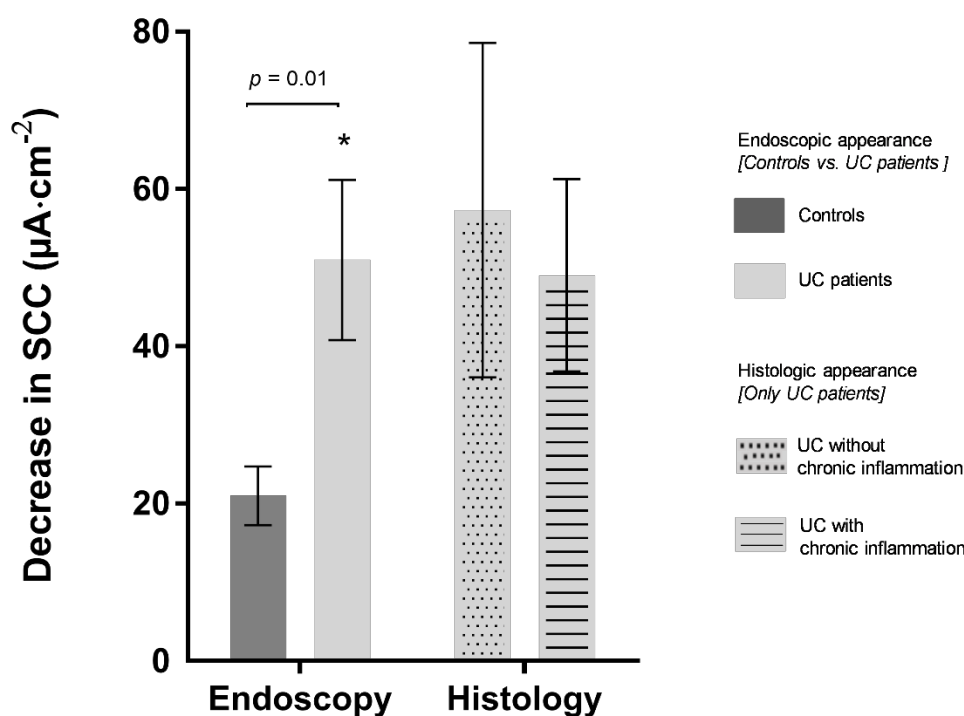 Decrease in SCC (µA·cm-2)
80
60
40
20
0
p = 0.01
*
Endoscopy
Histology
Endoscopic appearance
[Controls vs. UC patients ]
Controls
UC patients
Histologic appearance
[Only UC patients]
UC without
chronic inflammation
UC with
chronic inflammation